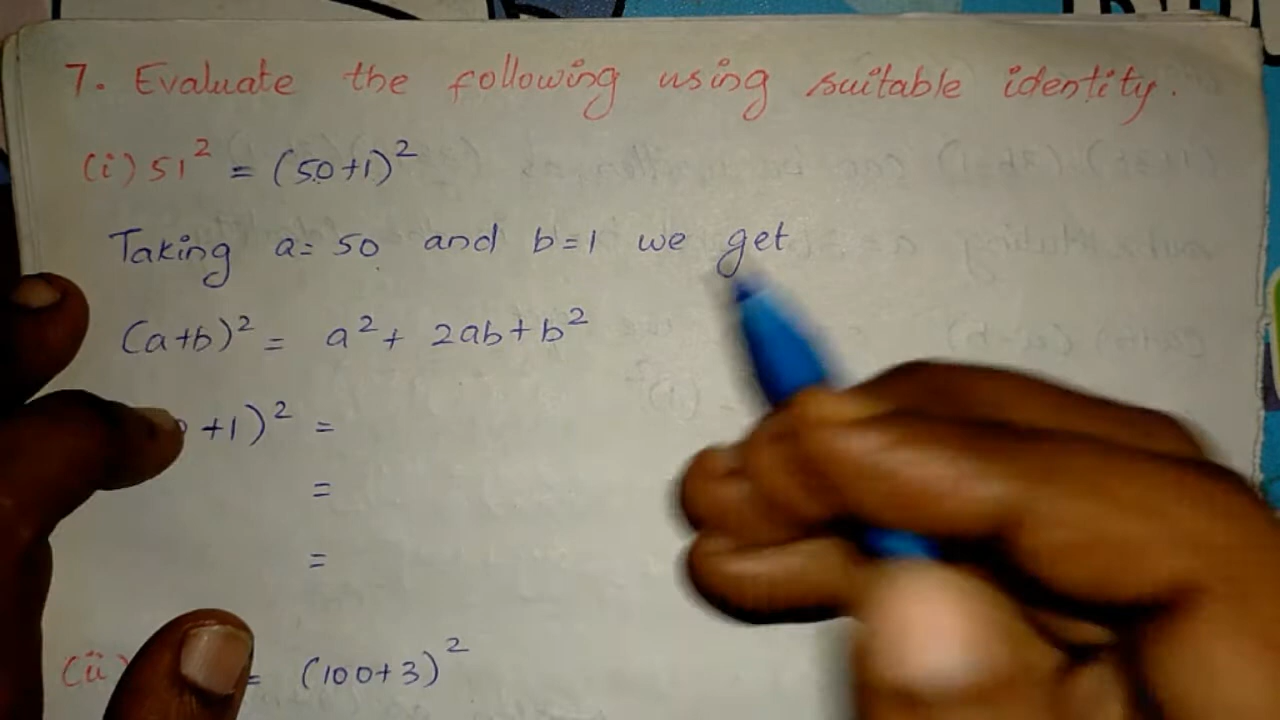 7. Evaluate the following using suitable identity.
(i) 51² = (50+1)²
Taking a=50 and b=1 we get
(a+b)² = a² + 2ab + b²
+1)² =
=
=
(ii) = (100+3)²